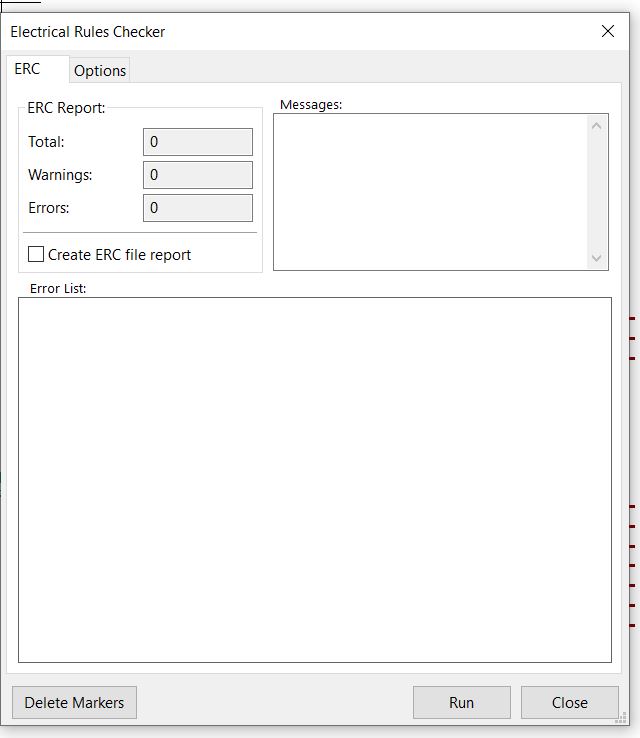 Electrical Rules Checker
ERC
Options
ERC Report:
Messages:
Total:
0
Warnings:
0
Errors:
0
Create ERC file report
Error List:
Delete Markers
Run
Close